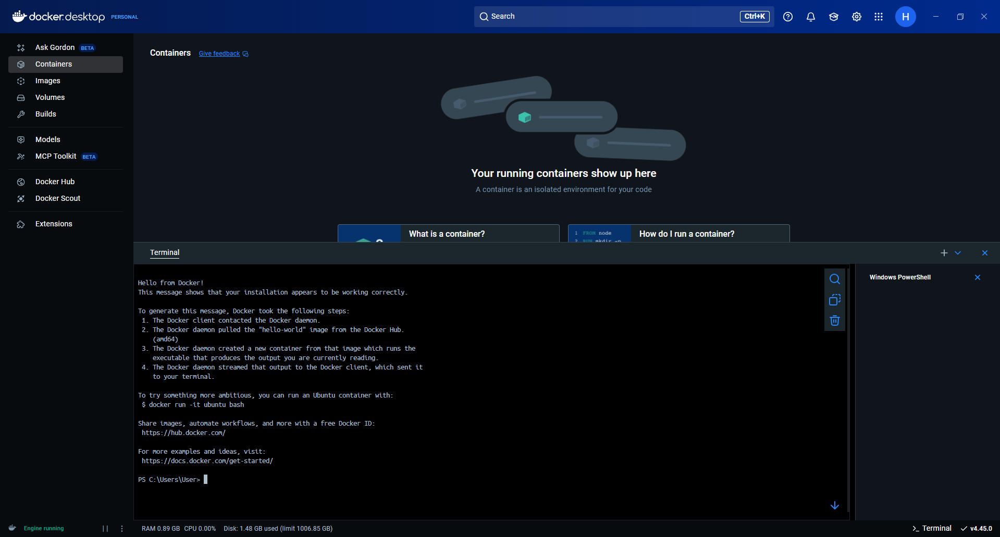 docker desktop PERSONAL
Search
Ctrl+K
H
Ask Gordon BETA
Containers
Images
Volumes
Builds
Models
MCP Toolkit BETA
Docker Hub
Docker Scout
Extensions
Containers Give feedback
Your running containers show up here
A container is an isolated environment for your code
What is a container?
1 FROM node
2 RUN mkdir -p
How do I run a container?
Terminal
Hello from Docker!
This message shows that your installation appears to be working correctly.
To generate this message, Docker took the following steps:
1. The Docker client contacted the Docker daemon.
2. The Docker daemon pulled the "hello-world" image from the Docker Hub.
(amd64)
3. The Docker daemon created a new container from that image which runs the
executable that produces the output you are currently reading.
4. The Docker daemon streamed that output to the Docker client, which sent it
to your terminal.
To try something more ambitious, you can run an Ubuntu container with:
$ docker run -it ubuntu bash
Share images, automate workflows, and more with a free Docker ID:
https://hub.docker.com/
For more examples and ideas, visit:
https://docs.docker.com/get-started/
PS C:\Users\User>
Windows PowerShell
Engine running
RAM 0.89 GB CPU 0.00% Disk: 1.48 GB used (limit 1006.85 GB)
>_ Terminal
v4.45.0